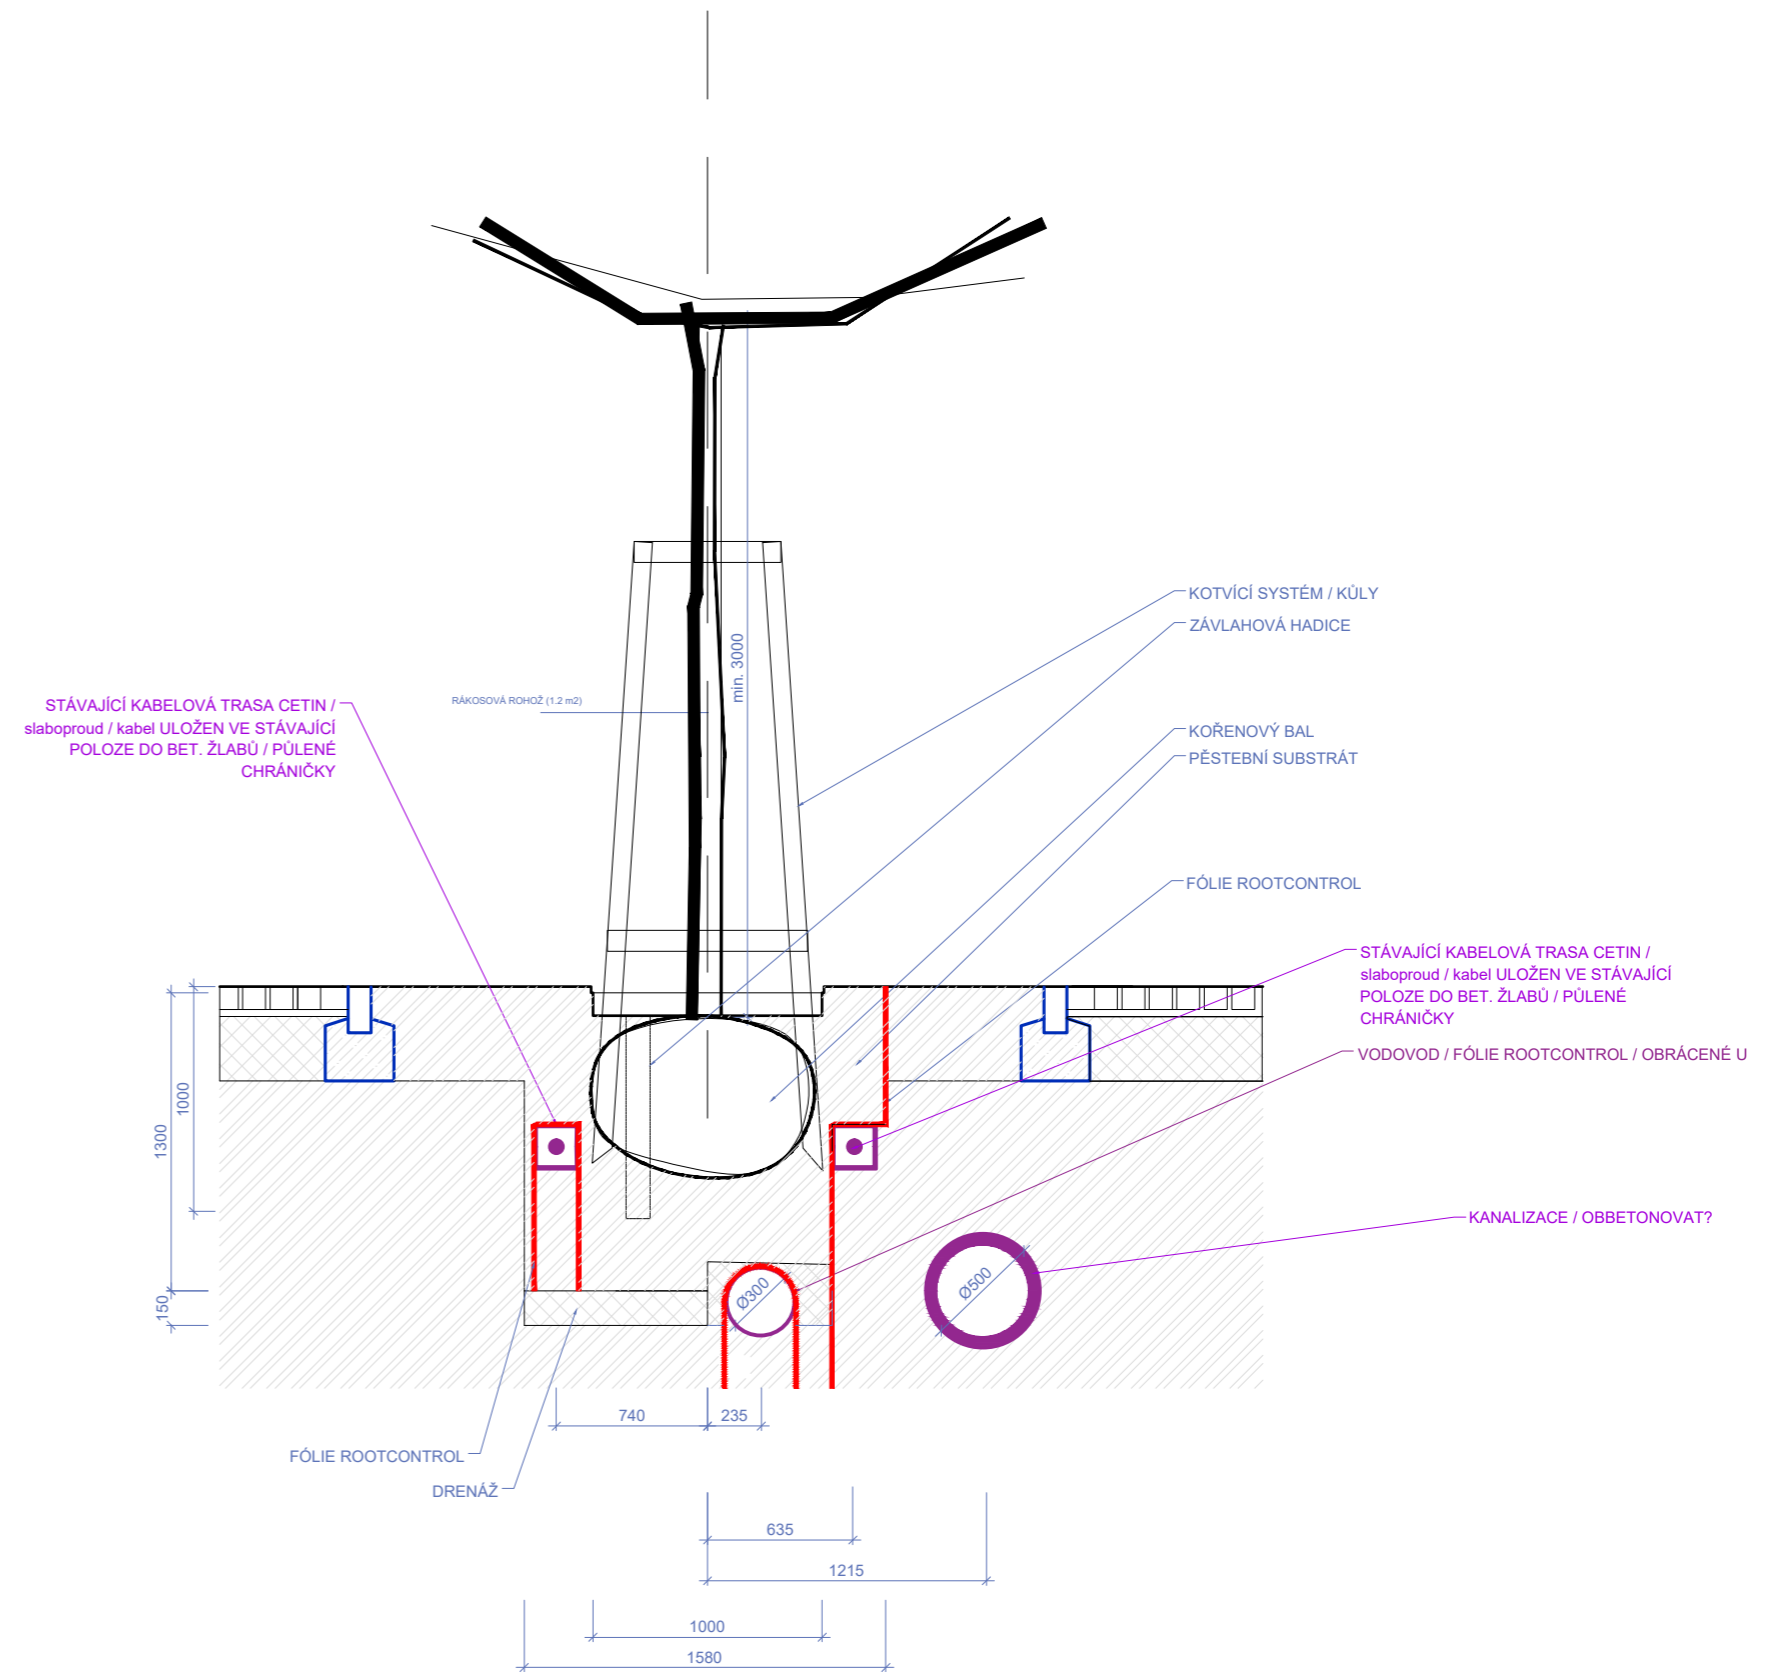 KOTVÍCÍ SYSTÉM / KŮLY
ZÁVLAHOVÁ HADICE
min. 3000
RÁKOSOVÁ ROHOŽ (1.2 m2)
STÁVAJÍCÍ KABELOVÁ TRASA CETIN /
slaboproud / kabel ULOŽEN VE STÁVAJÍCÍ
POLOZE DO BET. ŽLABŮ / PŮLENÉ
CHRÁNIČKY
KOŘENOVÝ BAL
PĚSTEBNÍ SUBSTRÁT
FÓLIE ROOTCONTROL
STÁVAJÍCÍ KABELOVÁ TRASA CETIN /
slaboproud / kabel ULOŽEN VE STÁVAJÍCÍ
POLOZE DO BET. ŽLABŮ / PŮLENÉ
CHRÁNIČKY
VODOVOD / FÓLIE ROOTCONTROL / OBRÁCENÉ U
1000
1300
150
KANALIZACE / OBBETONOVAT?
Ø300
Ø500
740
235
FÓLIE ROOTCONTROL
DRENÁŽ
635
1215
1000
1580